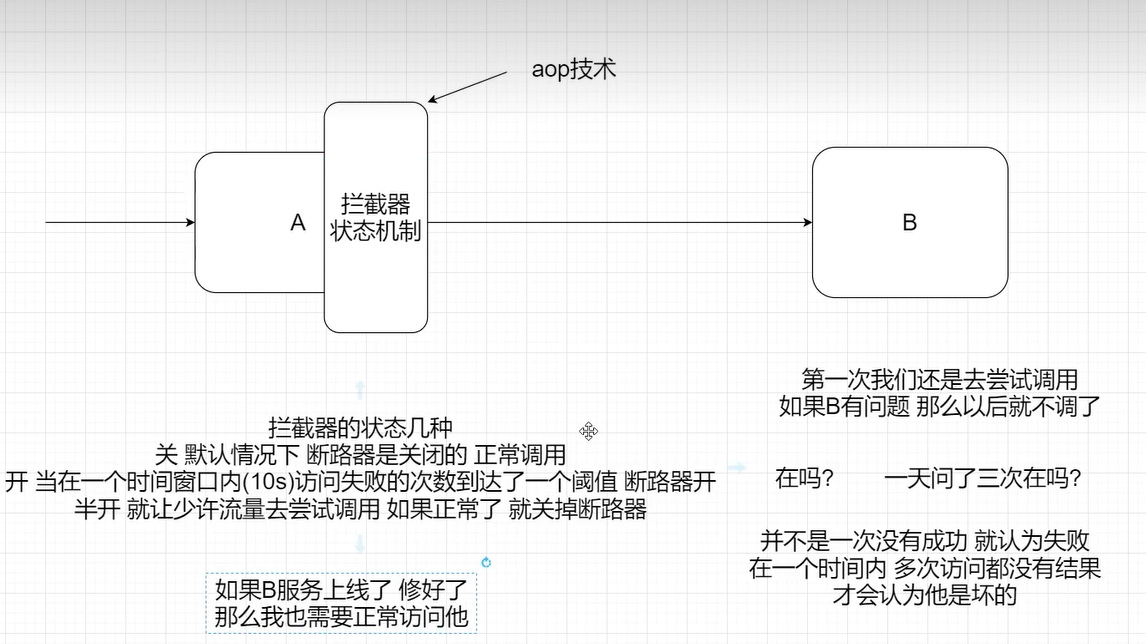 aop技术
A
拦截器
状态机制
B
拦截器的状态几种
关 默认情况下 断路器是关闭的 正常调用
开 当在一个时间窗口内(10s)访问失败的次数到达了一个阈值 断路器开
半开 就让少许流量去尝试调用 如果正常了 就关掉断路器
如果B服务上线了 修好了
那么我也需要正常访问他
第一次我们还是去尝试调用
如果B有问题 那么以后就不调了
在吗? 一天问了三次在吗?
并不是一次没有成功 就认为失败
在一个时间内 多次访问都没有结果
才会认为他是坏的